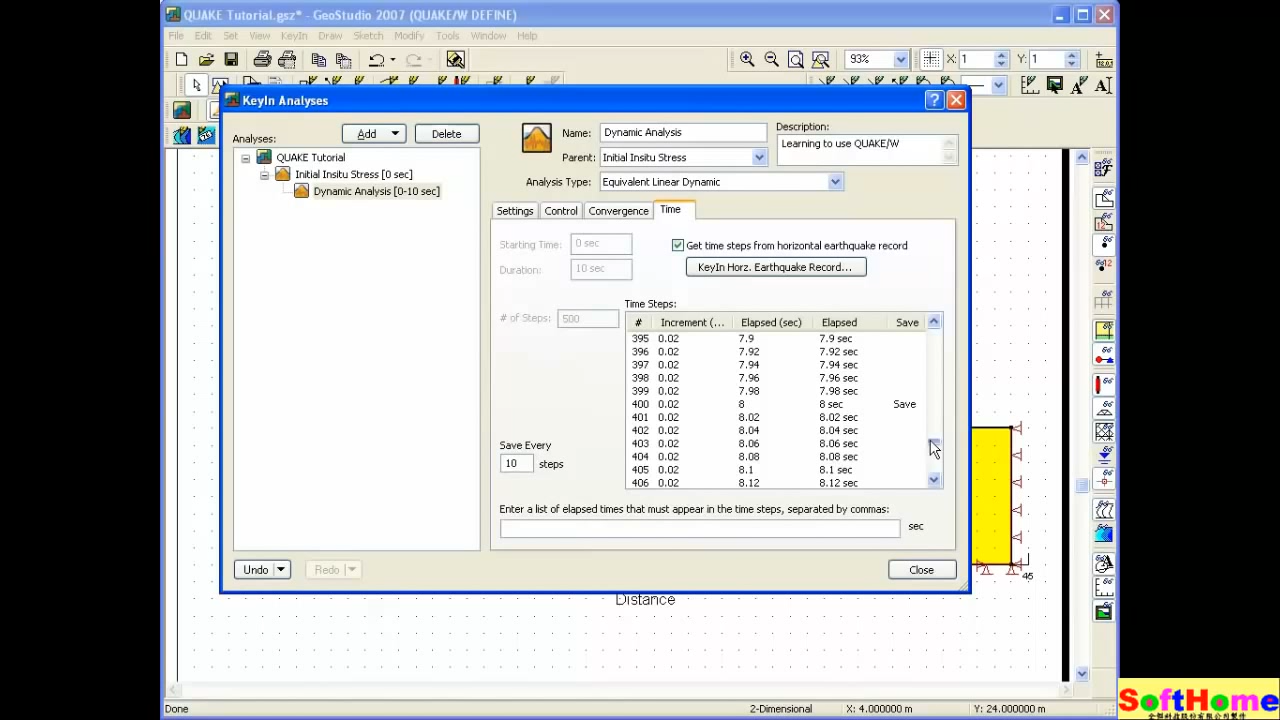 QUAKE Tutorial.gsz* - GeoStudio 2007 (QUAKE/W DEFINE)
File Edit Set View KeyIn Draw Sketch Modify Tools Window Help
93% X: 1 Y: 1
KeyIn Analyses
Analyses: Add Delete
QUAKE Tutorial
Initial Insitu Stress [0 sec]
Dynamic Analysis [0-10 sec]
Name: Dynamic Analysis
Parent: Initial Insitu Stress
Analysis Type: Equivalent Linear Dynamic
Description:
Learning to use QUAKE/W
Settings Control Convergence Time
Starting Time: 0 sec
Duration: 10 sec
# of Steps: 500
Get time steps from horizontal earthquake record
KeyIn Horz. Earthquake Record...
Time Steps:
# Increment (... Elapsed (sec) Elapsed Save
395 0.02 7.9 7.9 sec
396 0.02 7.92 7.92 sec
397 0.02 7.94 7.94 sec
398 0.02 7.96 7.96 sec
399 0.02 7.98 7.98 sec
400 0.02 8 8 sec Save
401 0.02 8.02 8.02 sec
402 0.02 8.04 8.04 sec
403 0.02 8.06 8.06 sec
404 0.02 8.08 8.08 sec
405 0.02 8.1 8.1 sec
406 0.02 8.12 8.12 sec
Save Every
10 steps
Enter a list of elapsed times that must appear in the time steps, separated by commas:
sec
Undo Redo Close
45
Distance
Done 2-Dimensional X: 4.000000 m Y: 24.000000 m
SoftHome